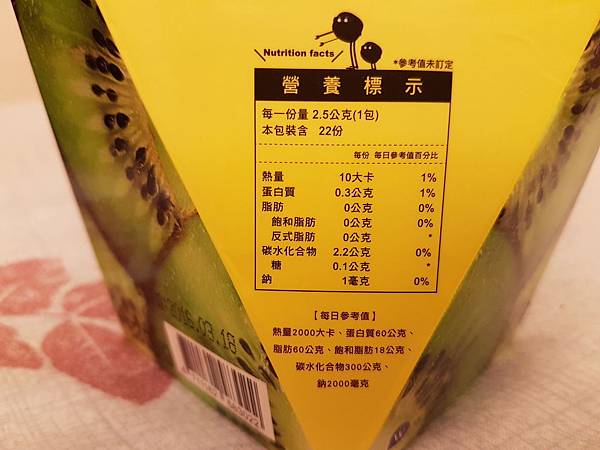 \ Nutrition facts /
*參考值未訂定
營養標示
每一份量 2.5公克(1包)
本包裝含 22份
每份 每日參考值百分比
熱量 10大卡 1%
蛋白質 0.3公克 1%
脂肪 0公克 0%
飽和脂肪 0公克 0%
反式脂肪 0公克 *
碳水化合物 2.2公克 0%
糖 0.1公克 *
鈉 1毫克 0%
【每日參考值】
熱量2000大卡、蛋白質60公克、
脂肪60公克、飽和脂肪18公克、
碳水化合物300公克、
鈉2000毫克